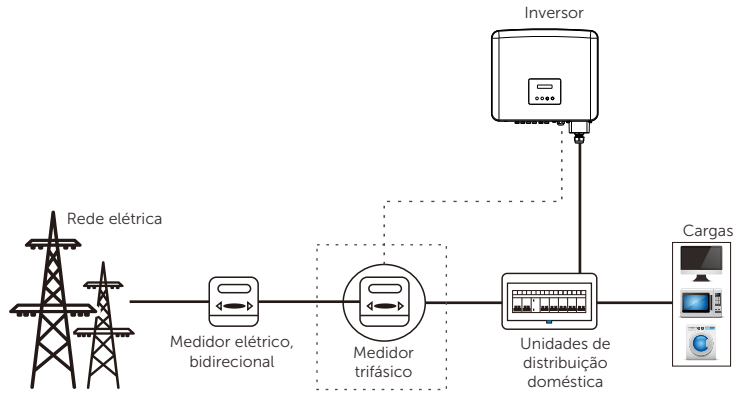 Inversor
Rede elétrica
Cargas
Medidor elétrico,
bidirecional
Medidor
trifásico
Unidades de
distribuição
doméstica